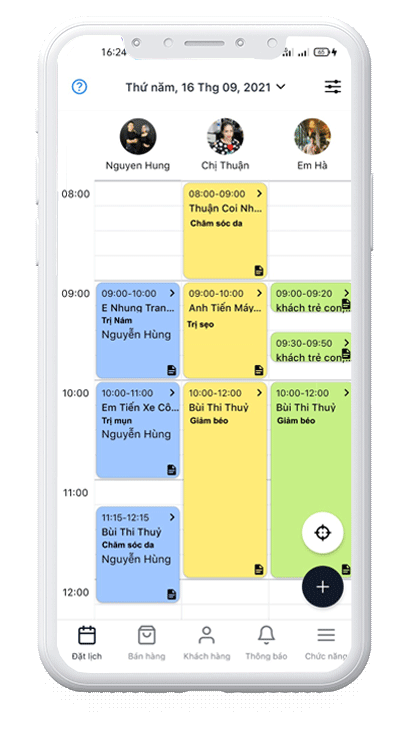 16:24
Thứ năm, 16 Thg 09, 2021
Nguyen Hung
Chị Thuận
Em Hà
08:00
08:00-09:00
Thuận Coi Nh...
Chăm sóc da
09:00
09:00-10:00
E Nhung Tran...
Trị Nám
Nguyễn Hùng
09:00-10:00
Anh Tiến Máy...
Trị sẹo
09:00-09:20
khách trẻ con,
09:30-09:50
khách trẻ con,
10:00
10:00-11:00
Em Tiến Xe Cô...
Trị mụn
Nguyễn Hùng
10:00-12:00
Bùi Thi Thuỷ
Giảm béo
10:00-12:00
Bùi Thi Thuỷ
Giảm béo
11:00
11:15-12:15
Bùi Thi Thuỷ
Chăm sóc da
Nguyễn Hùng
12:00
Đặt lịch
Bán hàng
Khách hàng
Thông báo
Chức năng